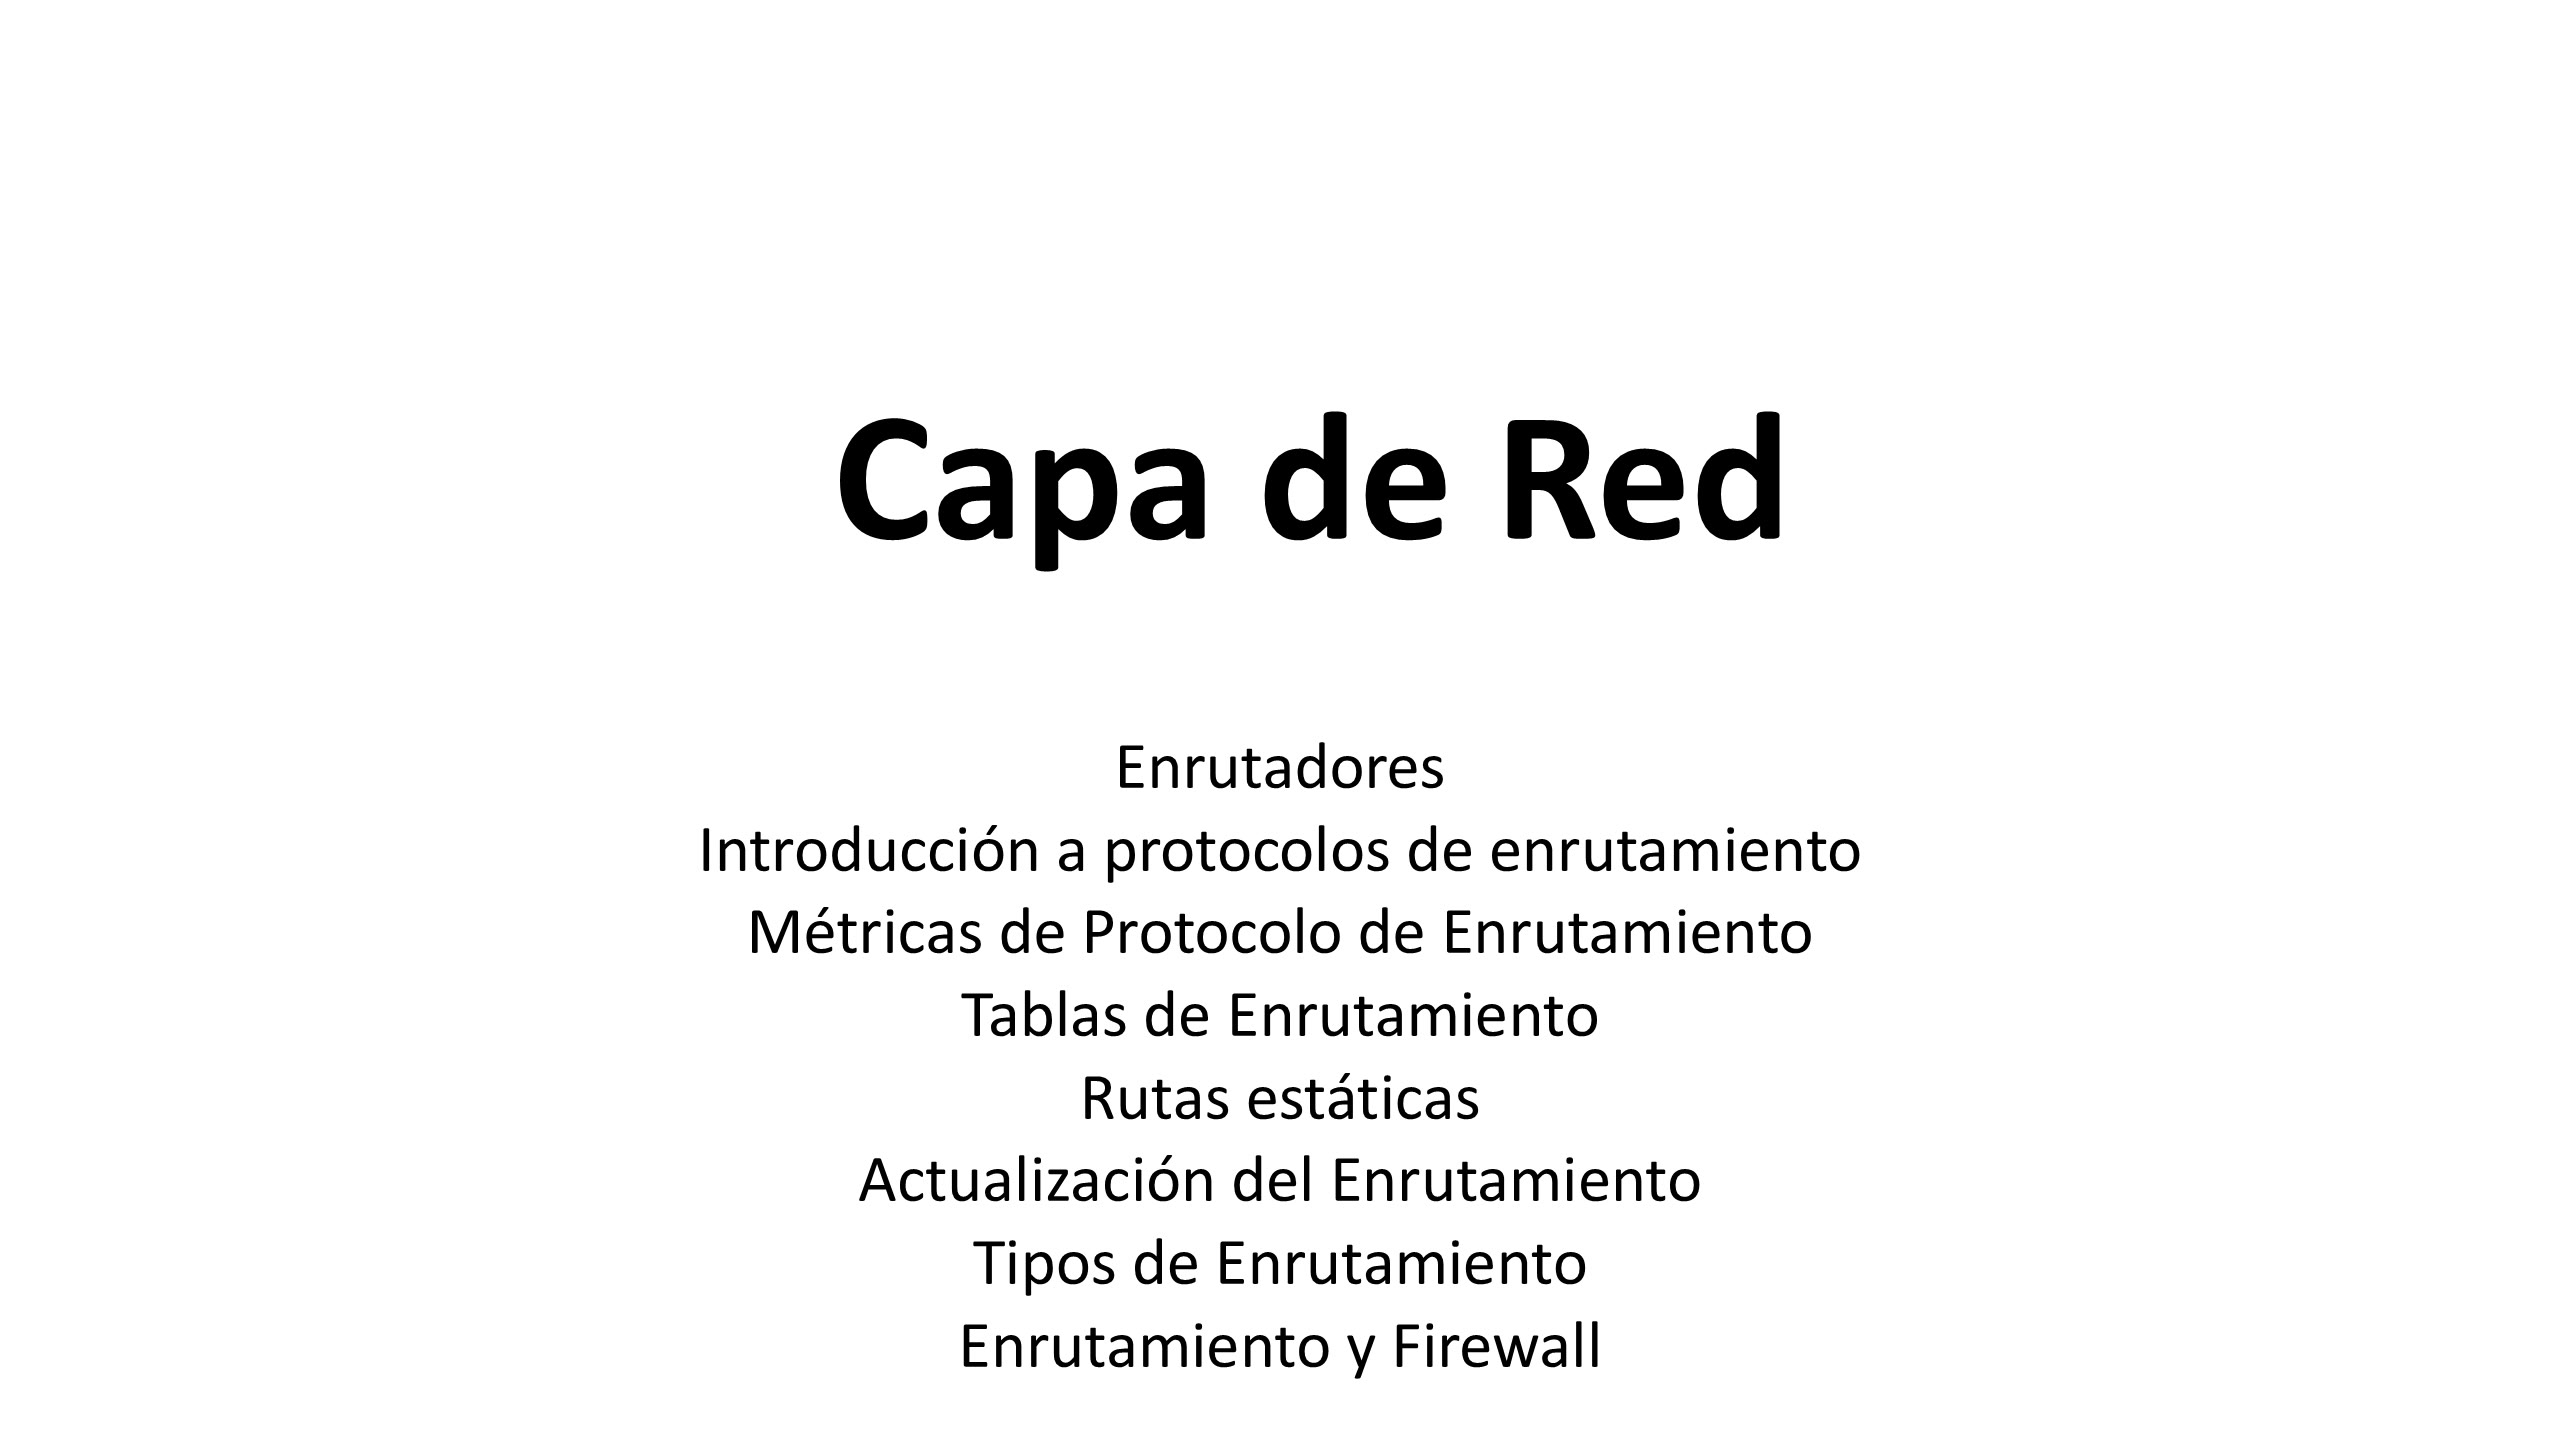 Capa de Red
Enrutadores
Introducción a protocolos de enrutamiento
Métricas de Protocolo de Enrutamiento
Tablas de Enrutamiento
Rutas estáticas
Actualización del Enrutamiento
Tipos de Enrutamiento
Enrutamiento y Firewall